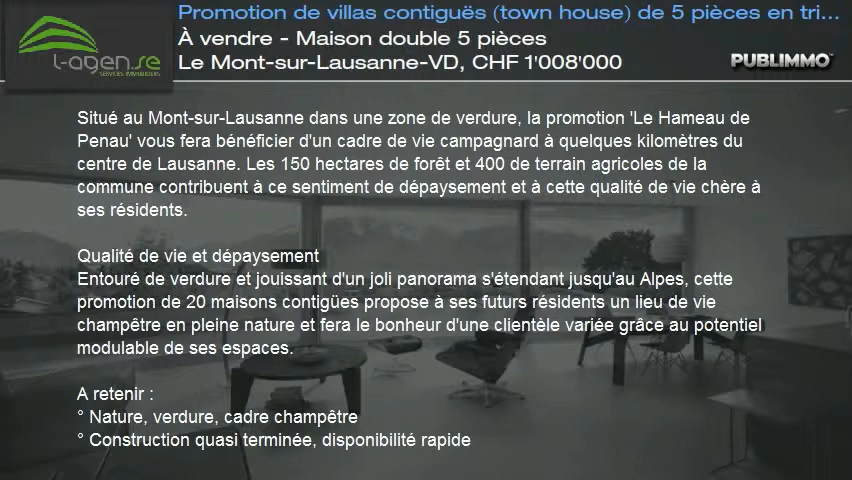 Promotion de villas contiguës (town house) de 5 pièces en tri...
À vendre - Maison double 5 pièces
Le Mont-sur-Lausanne-VD, CHF 1'008'000
l-agence
SERVICES IMMOBILIERS
PUBLIMMO
Situé au Mont-sur-Lausanne dans une zone de verdure, la promotion 'Le Hameau de
Penau' vous fera bénéficier d'un cadre de vie campagnard à quelques kilomètres du
centre de Lausanne. Les 150 hectares de forêt et 400 de terrain agricoles de la
commune contribuent à ce sentiment de dépaysement et à cette qualité de vie chère à
ses résidents.
Qualité de vie et dépaysement
Entouré de verdure et jouissant d'un joli panorama s'étendant jusqu'au Alpes, cette
promotion de 20 maisons contigües propose à ses futurs résidents un lieu de vie
champêtre en pleine nature et fera le bonheur d'une clientèle variée grâce au potentiel
modulable de ses espaces.
A retenir :
° Nature, verdure, cadre champêtre
° Construction quasi terminée, disponibilité rapide